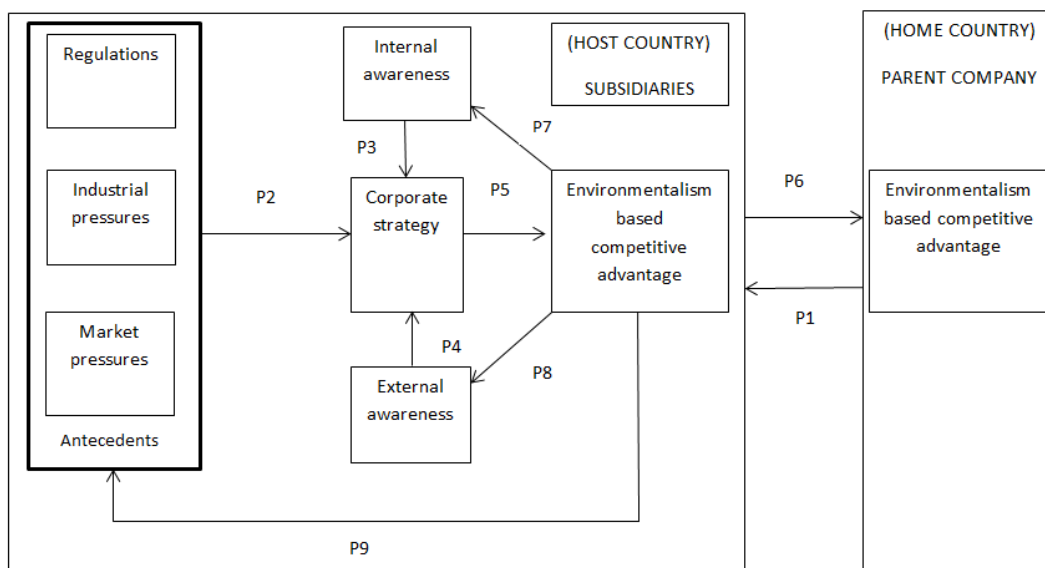 Regulations
Industrial
pressures
Market
pressures
Antecedents
P2
Internal
awareness
P3
Corporate
strategy
P4
External
awareness
P5
P7
(HOST COUNTRY)
SUBSIDIARIES
Environmentalism
based
competitive
advantage
P8
P9
P6
P1
(HOME COUNTRY)
PARENT COMPANY
Environmentalism
based competitive
advantage